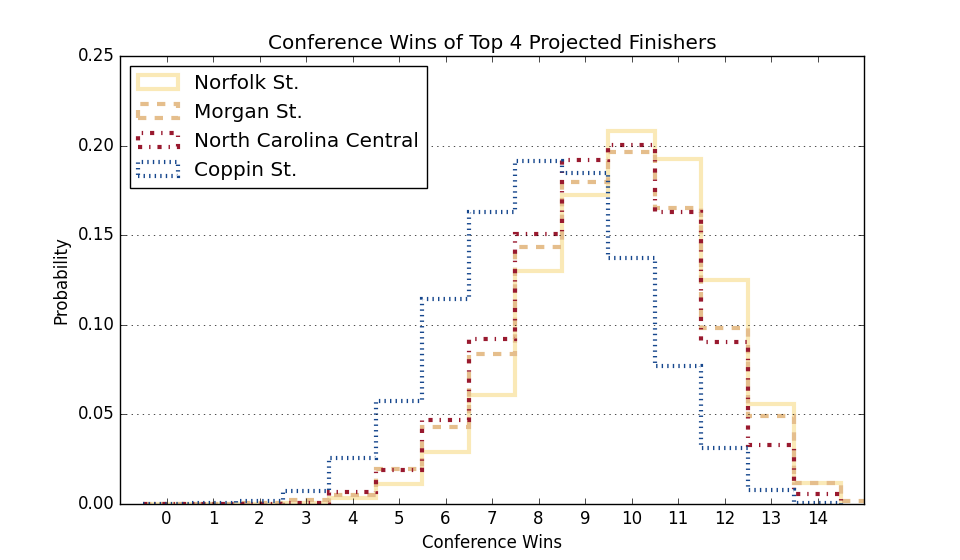 Conference Wins of Top 4 Projected Finishers
0.25
0.20
0.15
0.10
0.05
0.00
Probability
Norfolk St.
Morgan St.
North Carolina Central
Coppin St.
0 1 2 3 4 5 6 7 8 9 10 11 12 13 14
Conference Wins